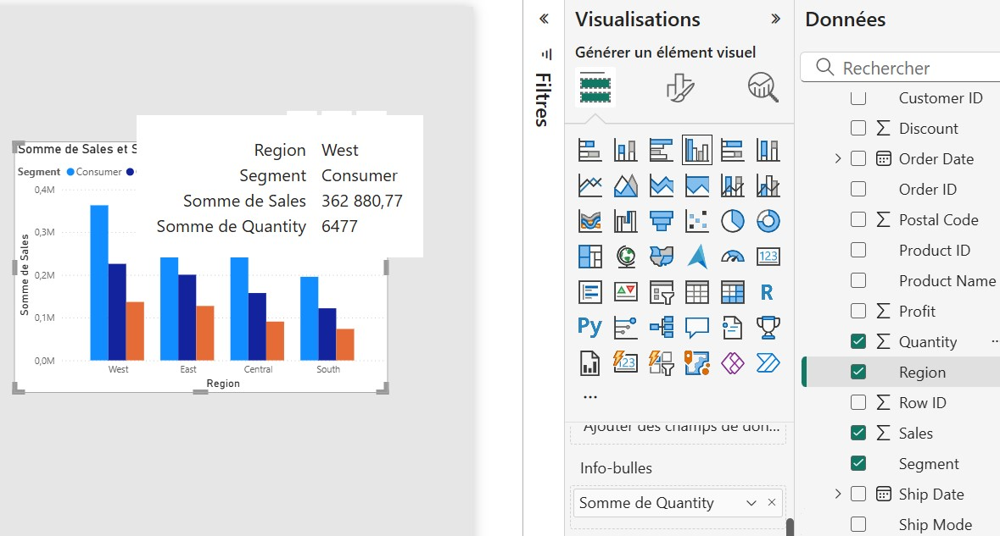 Somme de Sales et S
Segment Consumer
0,4M
0,3M
0,2M
0,1M
0,0M
Somme de Sales
West East Central South
Region
Region West
Segment Consumer
Somme de Sales 362 880,77
Somme de Quantity 6477
Filtres
Visualisations
Générer un élément visuel
123
R
Py
123
...
Ajouter des champs de don...
Info-bulles
Somme de Quantity
Données
Rechercher
Customer ID
Discount
Order Date
Order ID
Postal Code
Product ID
Product Name
Profit
Quantity
Region
Row ID
Sales
Segment
Ship Date
Ship Mode